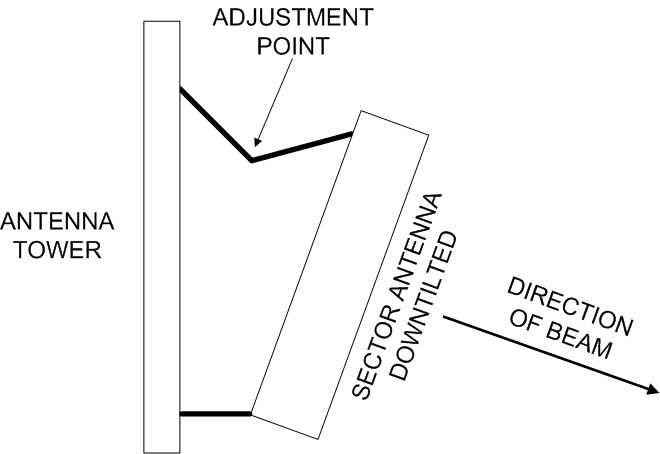 ADJUSTMENT
POINT
ANTENNA
TOWER
SECTOR ANTENNA
DOWNTILTED
DIRECTION
OF BEAM